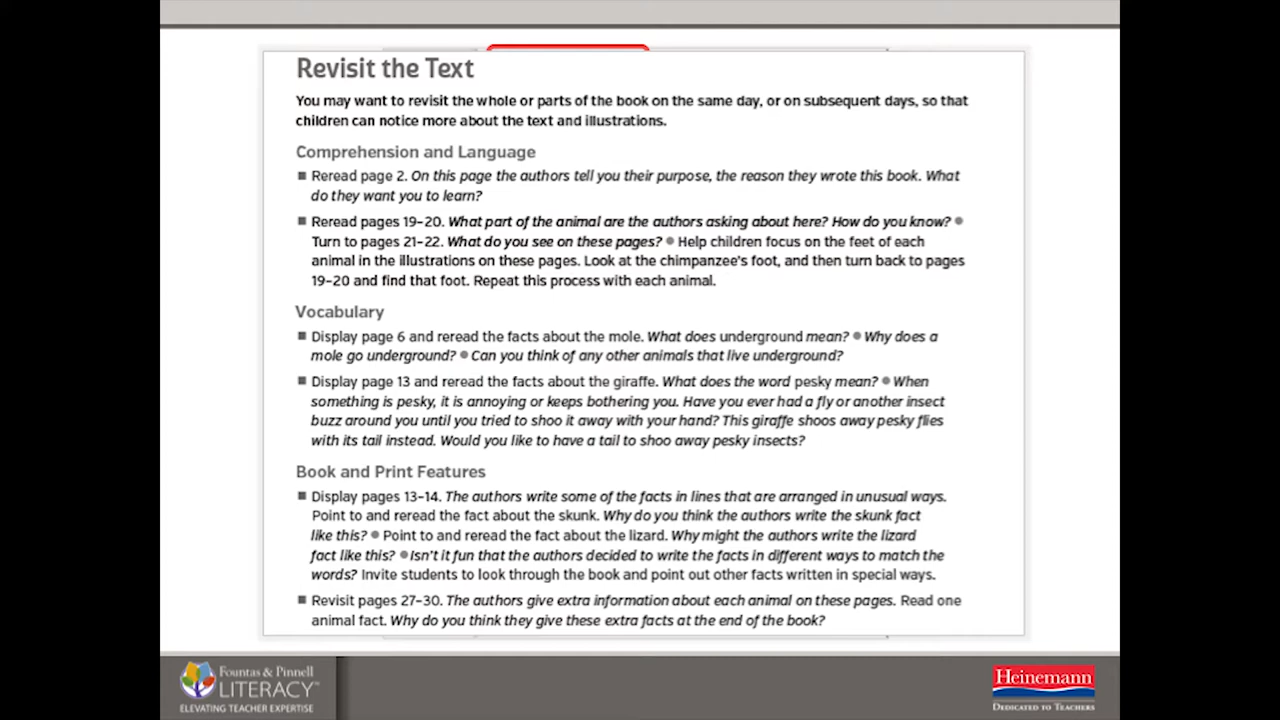 Revisit the Text
You may want to revisit the whole or parts of the book on the same day, or on subsequent days, so that
children can notice more about the text and illustrations.
Comprehension and Language
■ Reread page 2. On this page the authors tell you their purpose, the reason they wrote this book. What
do they want you to learn?
■ Reread pages 19–20. What part of the animal are the authors asking about here? How do you know? ●
Turn to pages 21–22. What do you see on these pages? ● Help children focus on the feet of each
animal in the illustrations on these pages. Look at the chimpanzee's foot, and then turn back to pages
19–20 and find that foot. Repeat this process with each animal.
Vocabulary
■ Display page 6 and reread the facts about the mole. What does underground mean? ● Why does a
mole go underground? ● Can you think of any other animals that live underground?
■ Display page 13 and reread the facts about the giraffe. What does the word pesky mean? ● When
something is pesky, it is annoying or keeps bothering you. Have you ever had a fly or another insect
buzz around you until you tried to shoo it away with your hand? This giraffe shoos away pesky flies
with its tail instead. Would you like to have a tail to shoo away pesky insects?
Book and Print Features
■ Display pages 13–14. The authors write some of the facts in lines that are arranged in unusual ways.
Point to and reread the fact about the skunk. Why do you think the authors write the skunk fact
like this? ● Point to and reread the fact about the lizard. Why might the authors write the lizard
fact like this? ● Isn't it fun that the authors decided to write the facts in different ways to match the
words? Invite students to look through the book and point out other facts written in special ways.
■ Revisit pages 27–30. The authors give extra information about each animal on these pages. Read one
animal fact. Why do you think they give these extra facts at the end of the book?
Fountas & Pinnell
LITERACY™
ELEVATING TEACHER EXPERTISE
Heinemann
DEDICATED TO TEACHERS